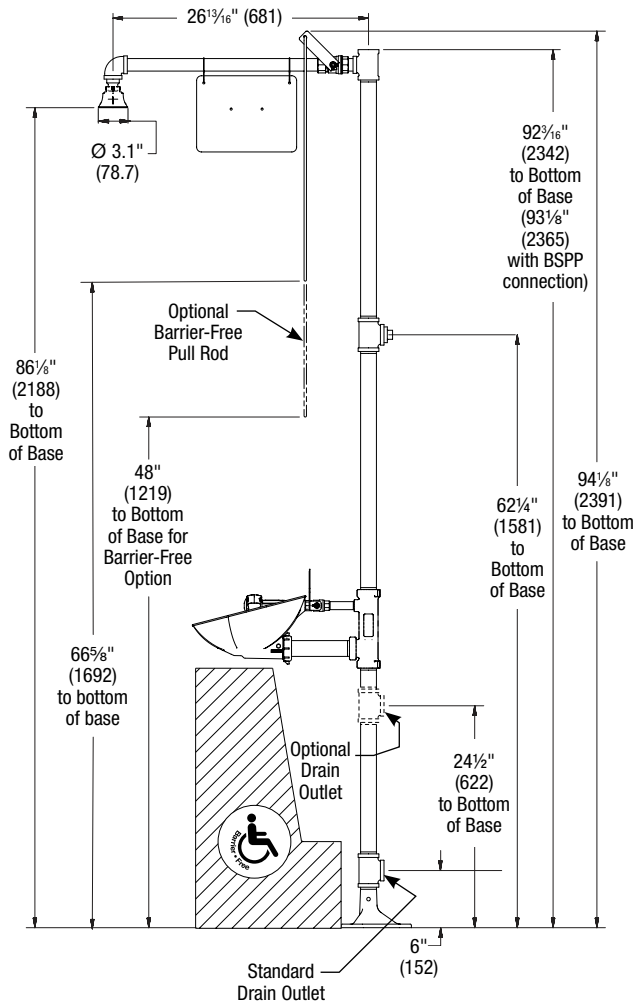 26¹³⁄₁₆" (681)
Ø 3.1"
(78.7)
92³⁄₁₆"
(2342)
to Bottom
of Base
(93⅛"
(2365)
with BSPP
connection)
Optional
Barrier-Free
Pull Rod
86⅛"
(2188)
to
Bottom
of Base
48"
(1219)
to Bottom
of Base for
Barrier-Free
Option
94⅛"
(2391)
to Bottom
of Base
62¼"
(1581)
to
Bottom
of Base
66⅝"
(1692)
to bottom
of base
Optional
Drain
Outlet
24½"
(622)
to Bottom
of Base
Barrier • Free
6"
(152)
Standard
Drain Outlet